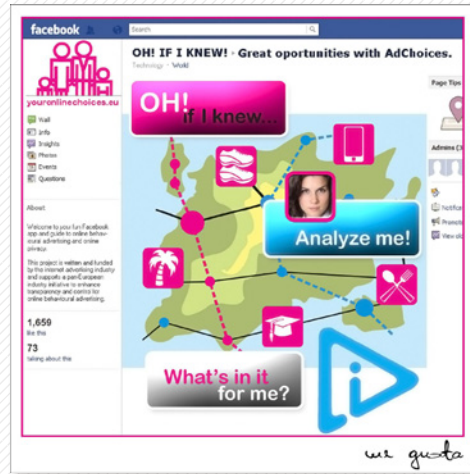 facebook
Search
OH! IF I KNEW! › Great oportunities with AdChoices.
Technology · World
youronlinechoices.eu
Wall
Info
Insights
Photos
Events
Questions
About
Welcome to your fun Facebook
app and guide to online behav-
ioural advertising and online
privacy.
This project is written and funded
by the internet advertising industry
and supports a pan-European
industry initiative to enhance
transparency and control for
online behavioural advertising.
1,659
like this
73
talking about this
OH!
if I knew...
Analyze me!
What's in it
for me?
i
Page Tips
Admins
View
me gusta